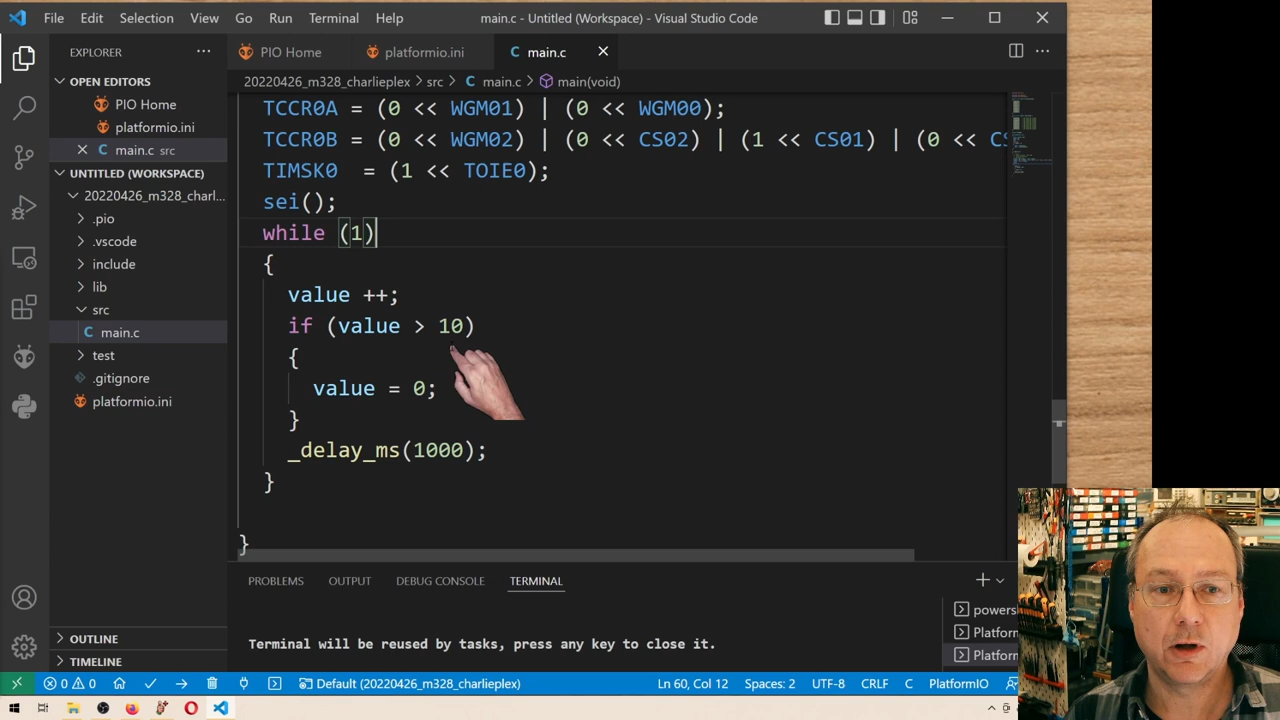 File Edit Selection View Go Run Terminal Help main.c - Untitled (Workspace) - Visual Studio Code
EXPLORER
PIO Home platformio.ini main.c
OPEN EDITORS
20220426_m328_charlieplex > src > main.c > main(void)
PIO Home
platformio.ini
main.c src
UNTITLED (WORKSPACE)
20220426_m328_charl...
.pio
.vscode
include
lib
src
main.c
test
.gitignore
platformio.ini
OUTLINE
TIMELINE
TCCR0A = (0 << WGM01) | (0 << WGM00);
TCCR0B = (0 << WGM02) | (0 << CS02) | (1 << CS01) | (0 << CS
TIMSK0 = (1 << TOIE0);
sei();
while (1)
{
value ++;
if (value > 10)
{
value = 0;
}
_delay_ms(1000);
}
}
PROBLEMS OUTPUT DEBUG CONSOLE TERMINAL
Terminal will be reused by tasks, press any key to close it.
powers
Platforn
Platforn
0 0 Default (20220426_m328_charlieplex) Ln 60, Col 12 Spaces: 2 UTF-8 CRLF C PlatformIO